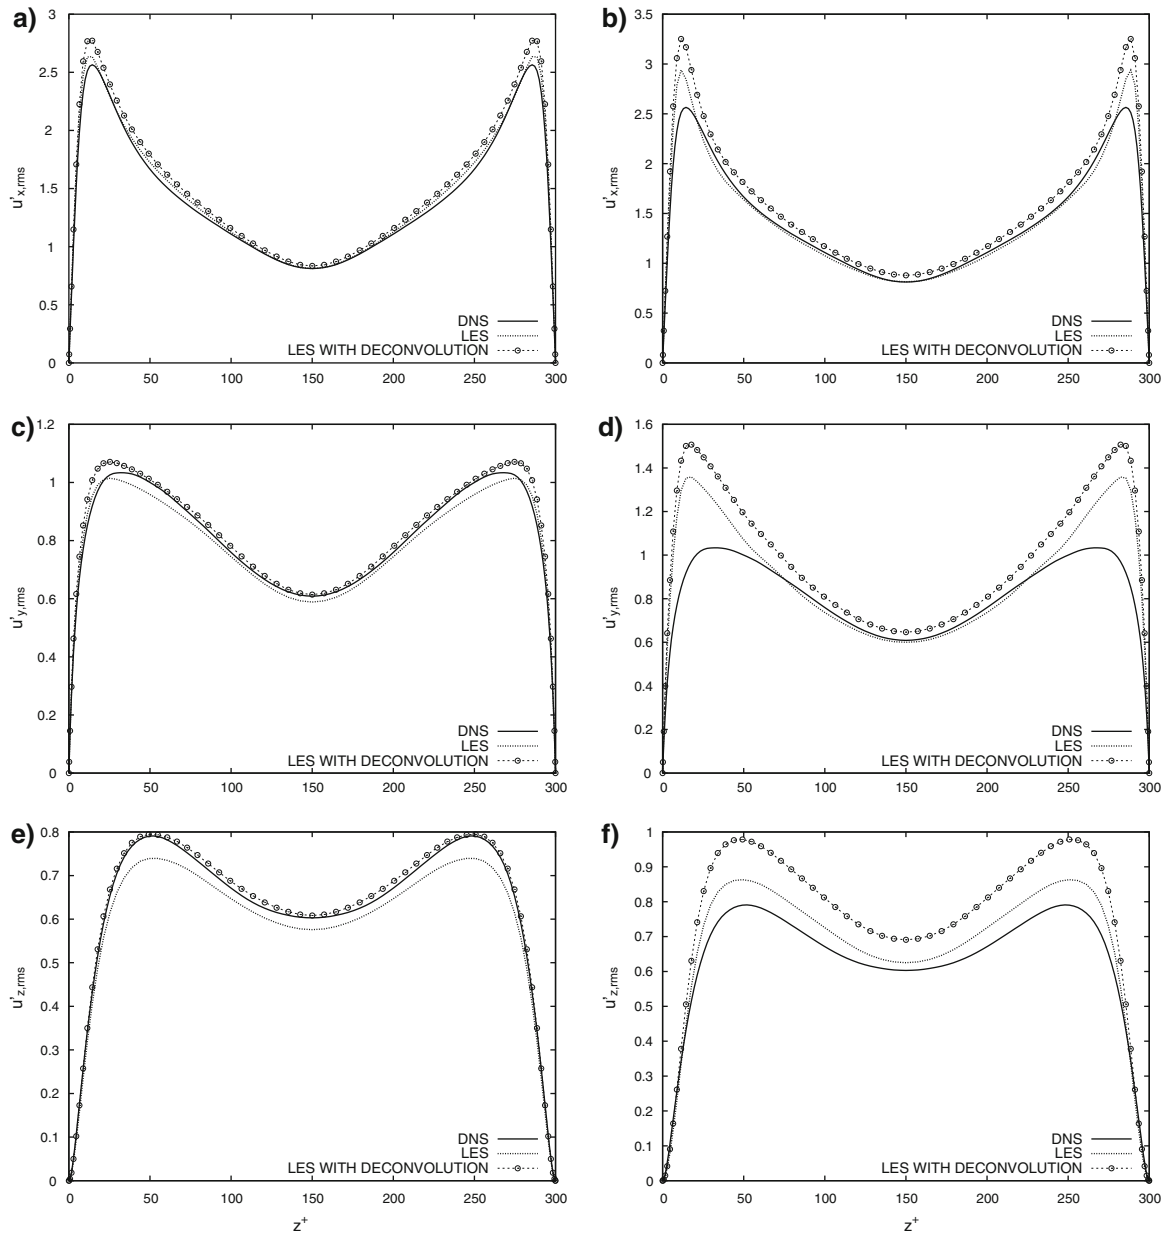 a)
3
2.5
2
1.5
1
0.5
0
u'x,rms
DNS
LES
LES WITH DECONVOLUTION
0 50 100 150 200 250 300
b)
3.5
3
2.5
2
1.5
1
0.5
0
u'x,rms
DNS
LES
LES WITH DECONVOLUTION
0 50 100 150 200 250 300
c)
1.2
1
0.8
0.6
0.4
0.2
0
u'y,rms
DNS
LES
LES WITH DECONVOLUTION
0 50 100 150 200 250 300
d)
1.6
1.4
1.2
1
0.8
0.6
0.4
0.2
0
u'y,rms
DNS
LES
LES WITH DECONVOLUTION
0 50 100 150 200 250 300
e)
0.8
0.7
0.6
0.5
0.4
0.3
0.2
0.1
0
u'z,rms
DNS
LES
LES WITH DECONVOLUTION
0 50 100 150 200 250 300
z+
f)
1
0.9
0.8
0.7
0.6
0.5
0.4
0.3
0.2
0.1
0
u'z,rms
DNS
LES
LES WITH DECONVOLUTION
0 50 100 150 200 250 300
z+